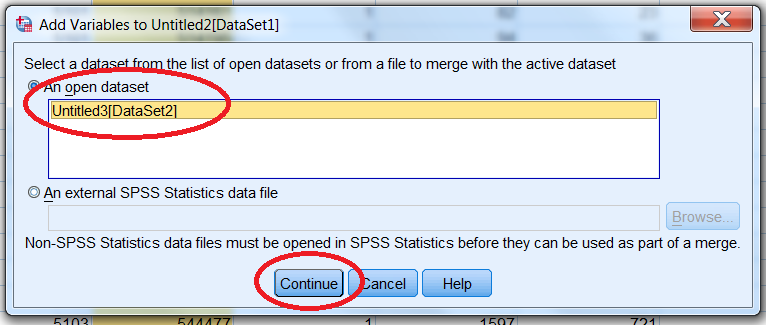 Add Variables to Untitled2[DataSet1]
Select a dataset from the list of open datasets or from a file to merge with the active dataset
An open dataset
Untitled3[DataSet2]
An external SPSS Statistics data file
Browse...
Non-SPSS Statistics data files must be opened in SPSS Statistics before they can be used as part of a merge.
Continue Cancel Help
5103 544477 1 1597 721